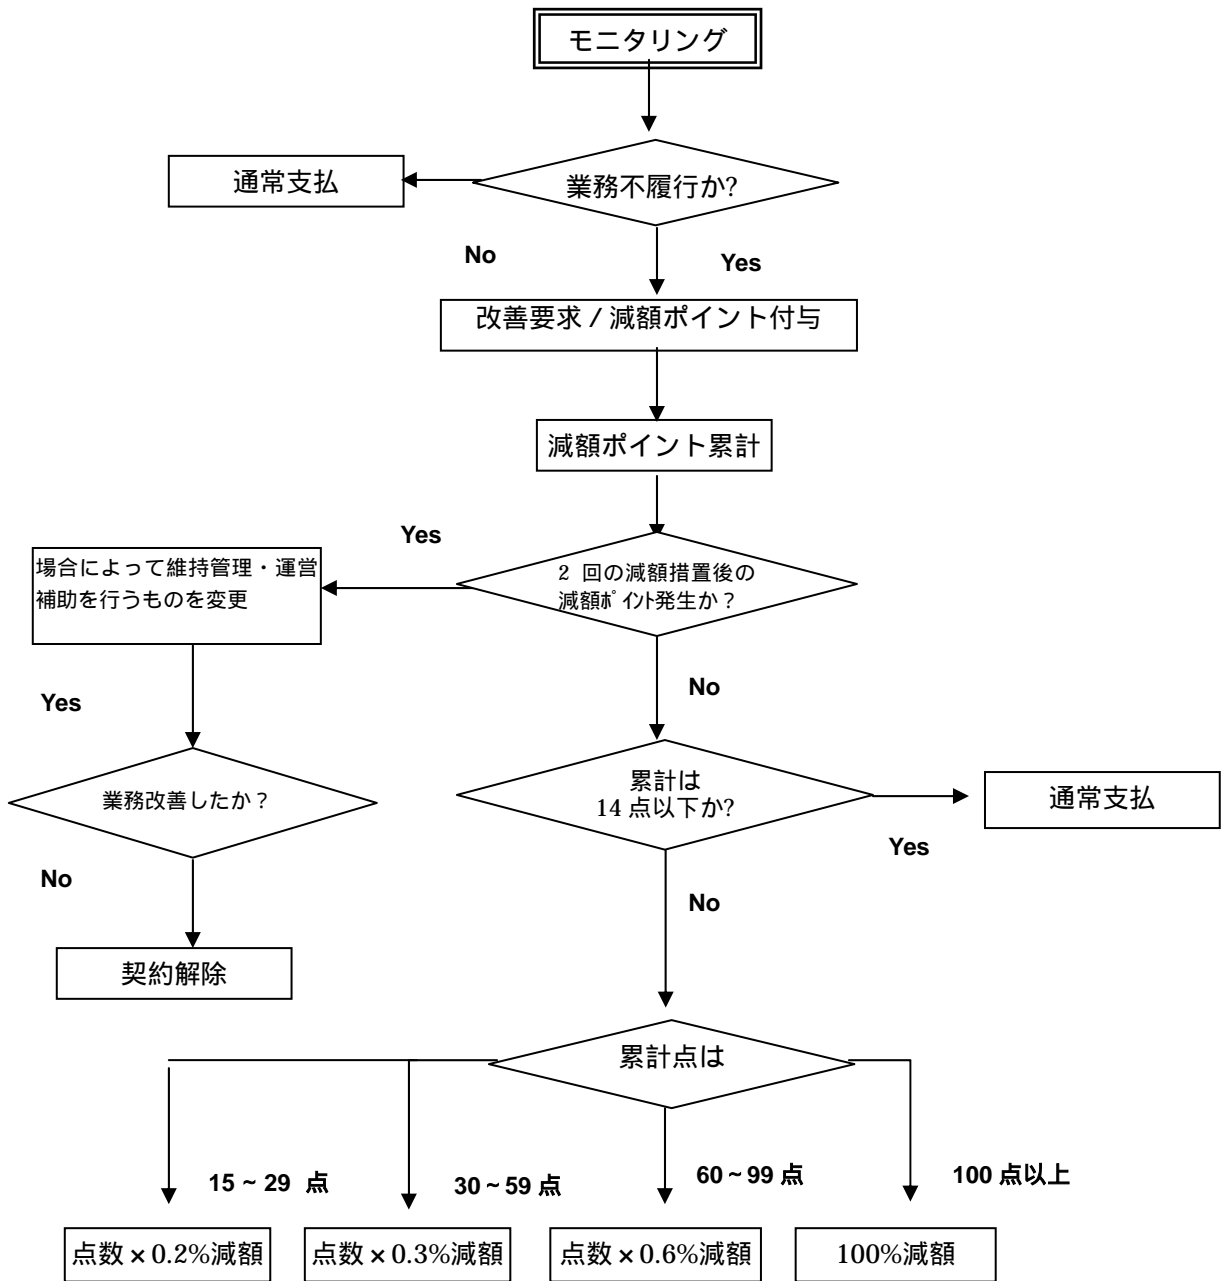 モニタリング
通常支払
業務不履行か?
No
Yes
改善要求 / 減額ポイント付与
減額ポイント累計
Yes
場合によって維持管理・運営
補助を行うものを変更
2 回の減額措置後の
減額ﾎﾟｲﾝﾄ発生か？
No
Yes
累計は
14 点以下か?
通常支払
業務改善したか？
Yes
No
No
契約解除
累計点は
15 ~ 29 点
30 ~ 59 点
60 ~ 99 点
100 点以上
点数 × 0.2%減額
点数 × 0.3%減額
点数 × 0.6%減額
100%減額